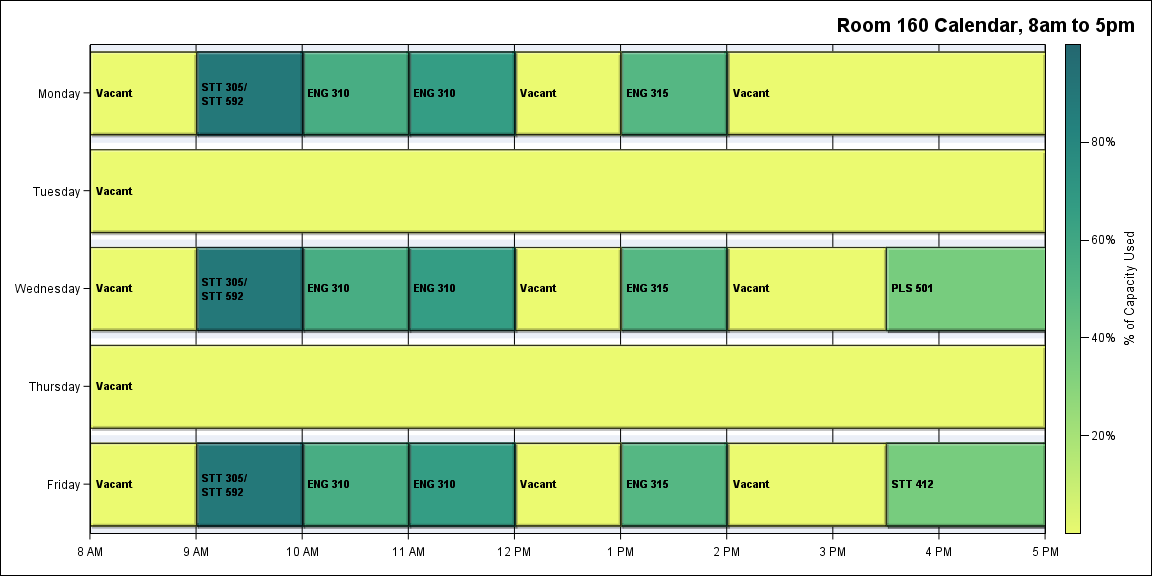 Room 160 Calendar, 8am to 5pm
Monday
Vacant
STT 305/
STT 592
ENG 310
ENG 310
Vacant
ENG 315
Vacant
Tuesday
Vacant
Wednesday
Vacant
STT 305/
STT 592
ENG 310
ENG 310
Vacant
ENG 315
Vacant
PLS 501
Thursday
Vacant
Friday
Vacant
STT 305/
STT 592
ENG 310
ENG 310
Vacant
ENG 315
Vacant
STT 412
8 AM
9 AM
10 AM
11 AM
12 PM
1 PM
2 PM
3 PM
4 PM
5 PM
80%
60%
40%
20%
% of Capacity Used